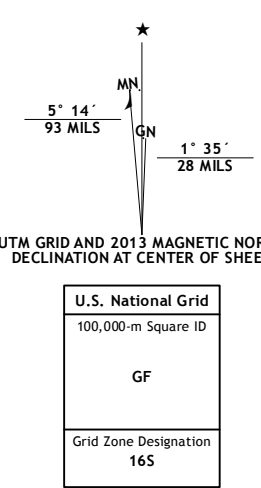 ★
MN
5° 14´
93 MILS
GN
1° 35´
28 MILS
UTM GRID AND 2013 MAGNETIC NOR
DECLINATION AT CENTER OF SHEE
U.S. National Grid
100,000-m Square ID
GF
Grid Zone Designation
16S